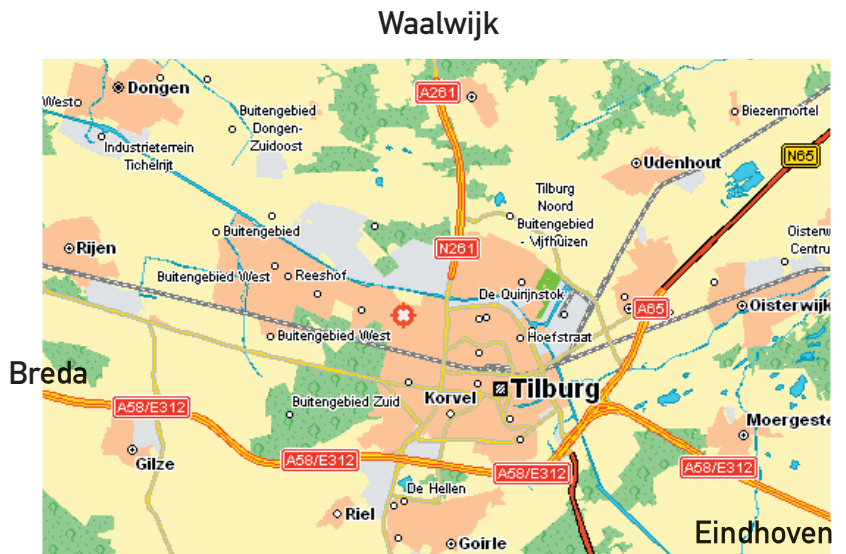 Waalwijk
Dongen
A261
West
Buitengebied
Dongen-
Zuidoost
Biezenmortel
Industrieterrein
Tichelrijt
Udenhout
N65
Tilburg
Noord
Buitengebied
- Vijfhuizen
Rijen
Buitengebied
N261
Oisterw
Centru
Buitengebied West
Reeshof
De Quirijnstok
A65
Oisterwijk
Buitengebied West
Hoefstraat
Breda
Tilburg
Korvel
Buitengebied Zuid
A58/E312
Moergeste
Gilze
A58/E312
A58/E312
A58/E312
De Hellen
Riel
Goirle
Eindhoven